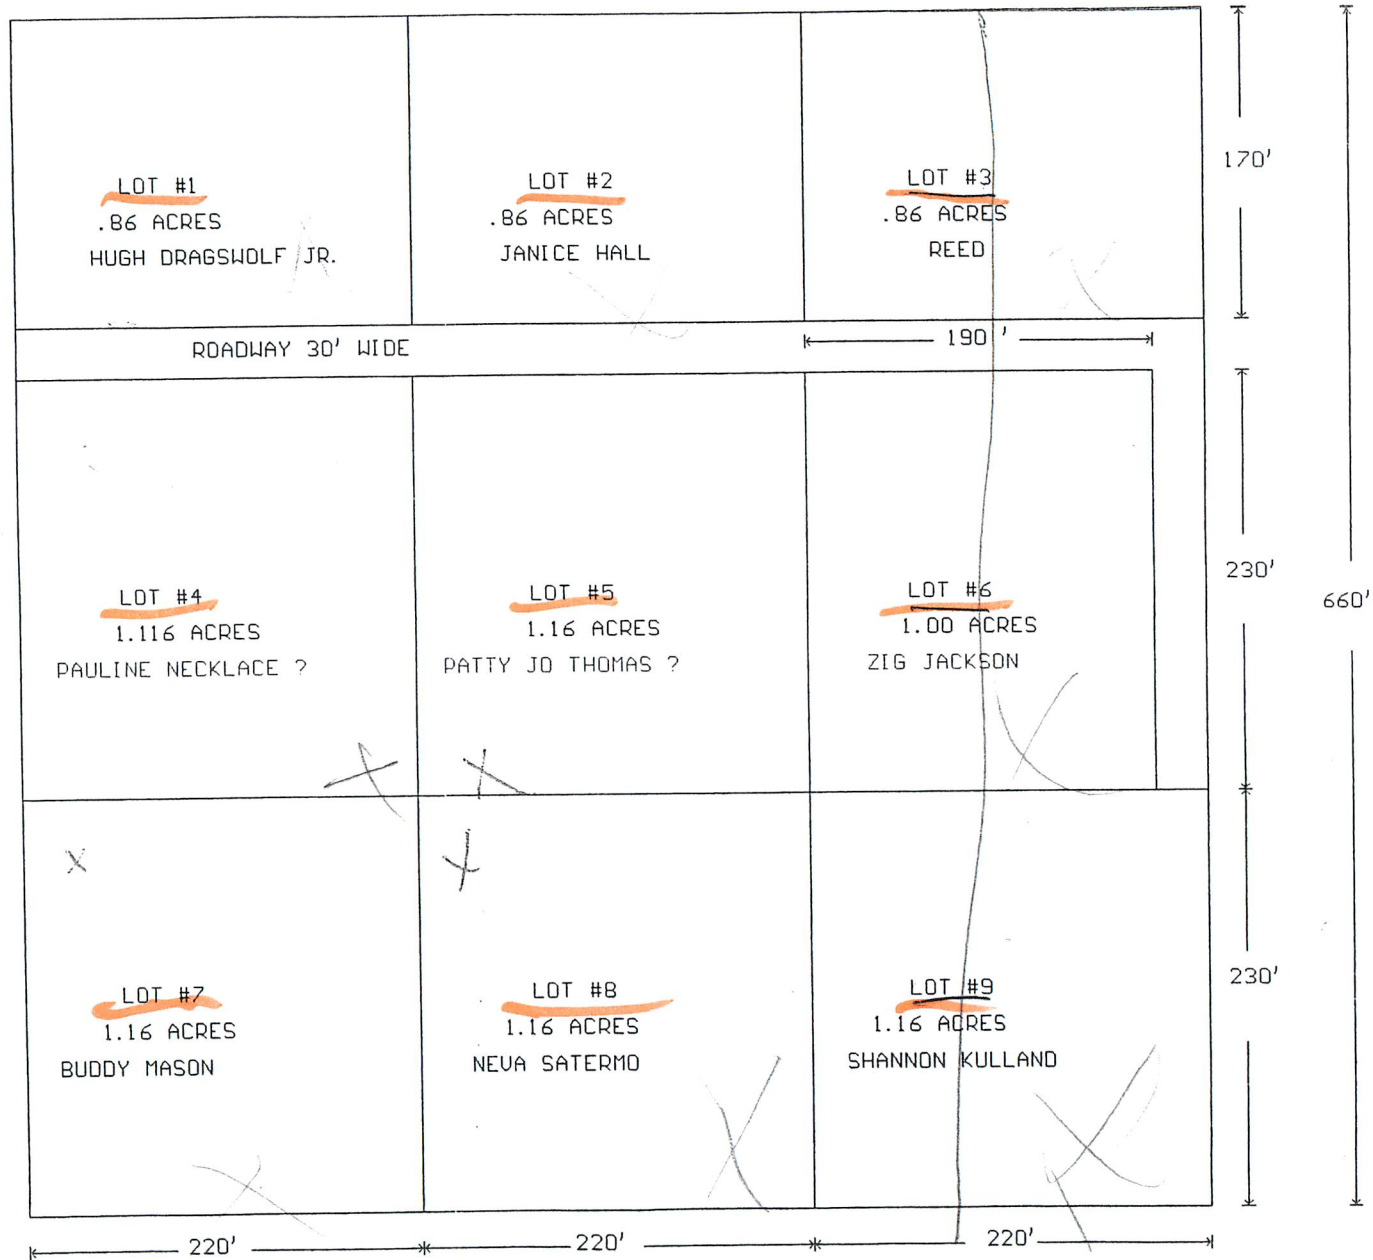 LOT #1
.86 ACRES
HUGH DRAGSWOLF JR.
LOT #2
.86 ACRES
JANICE HALL
LOT #3
.86 ACRES
REED
170'
ROADWAY 30' WIDE
190 '
LOT #4
1.116 ACRES
PAULINE NECKLACE ?
LOT #5
1.16 ACRES
PATTY JO THOMAS ?
LOT #6
1.00 ACRES
ZIG JACKSON
230'
660'
LOT #7
1.16 ACRES
BUDDY MASON
LOT #8
1.16 ACRES
NEVA SATERMO
LOT #9
1.16 ACRES
SHANNON KULLAND
230'
220'
220'
220'